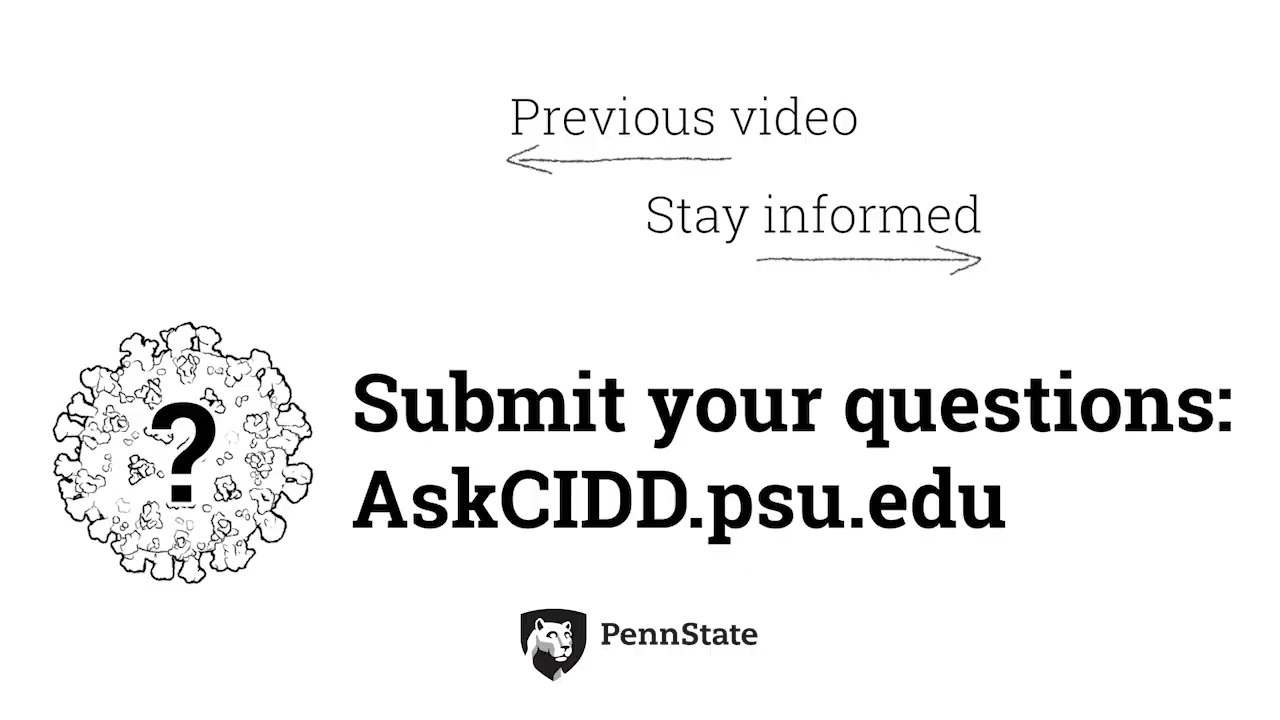 Previous video
Stay informed
?
Submit your questions:
AskCIDD.psu.edu
PennState